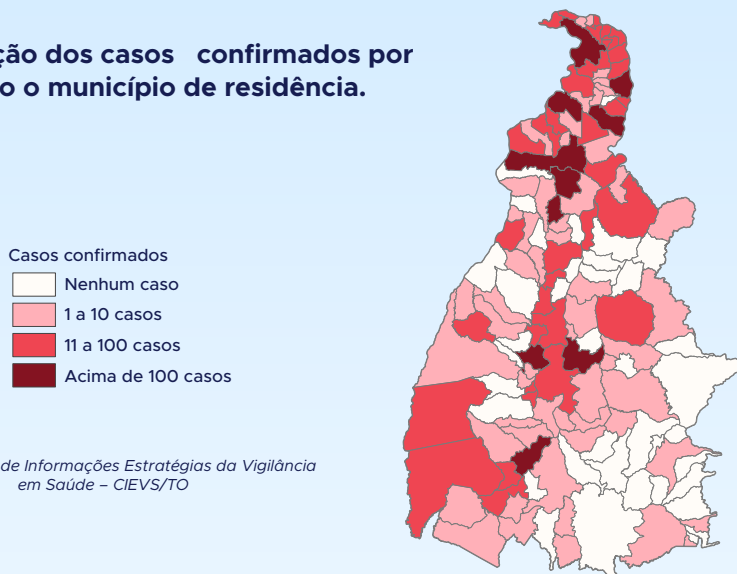 ção dos casos confirmados por
o o município de residência.
Casos confirmados
Nenhum caso
1 a 10 casos
11 a 100 casos
Acima de 100 casos
de Informações Estratégias da Vigilância
em Saúde – CIEVS/TO